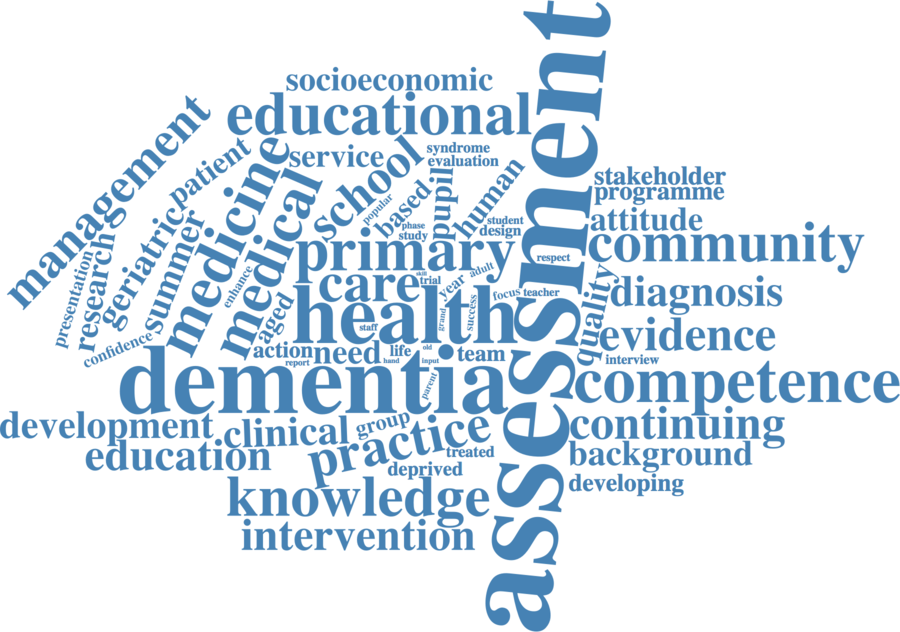 assessment
socioeconomic
educational
management
patient
medicine
service
school
syndrome
evaluation
stakeholder
programme
human
pupil
based
popular
phase
study
student
design
attitude
community
geriatric
summer
research
presentation
confidence
medical
enhance
aged
primary
respect
care
skill
trial
year
adult
grand
success
focus
teacher
quality
diagnosis
health
staff
evidence
interview
action
report
need
life
hand
old
input
team
parent
dementia
competence
development
clinical
group
practice
treated
continuing
education
deprived
background
knowledge
developing
intervention